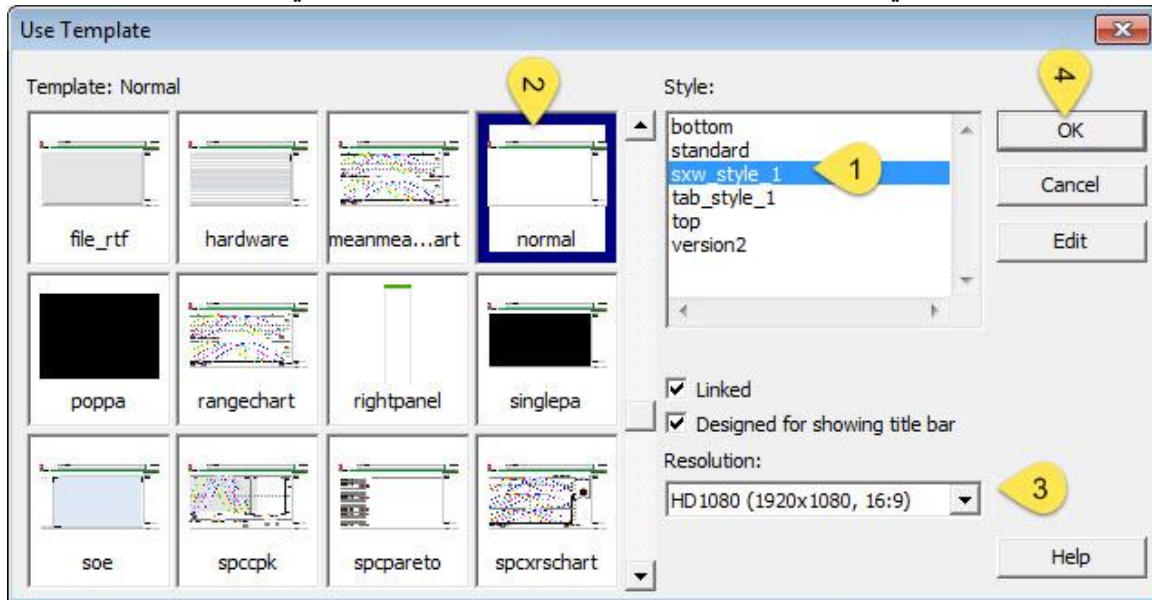 Use Template
Template: Normal
2
file_rtf
hardware
meanmea...art
normal
poppa
rangechart
rightpanel
singlepa
soe
spccpk
spcpareto
spcxrschart
Style:
bottom
standard
sxw_style_1
1
tab_style_1
top
version2
Linked
Designed for showing title bar
Resolution:
HD1080 (1920x1080, 16:9)
3
4
OK
Cancel
Edit
Help